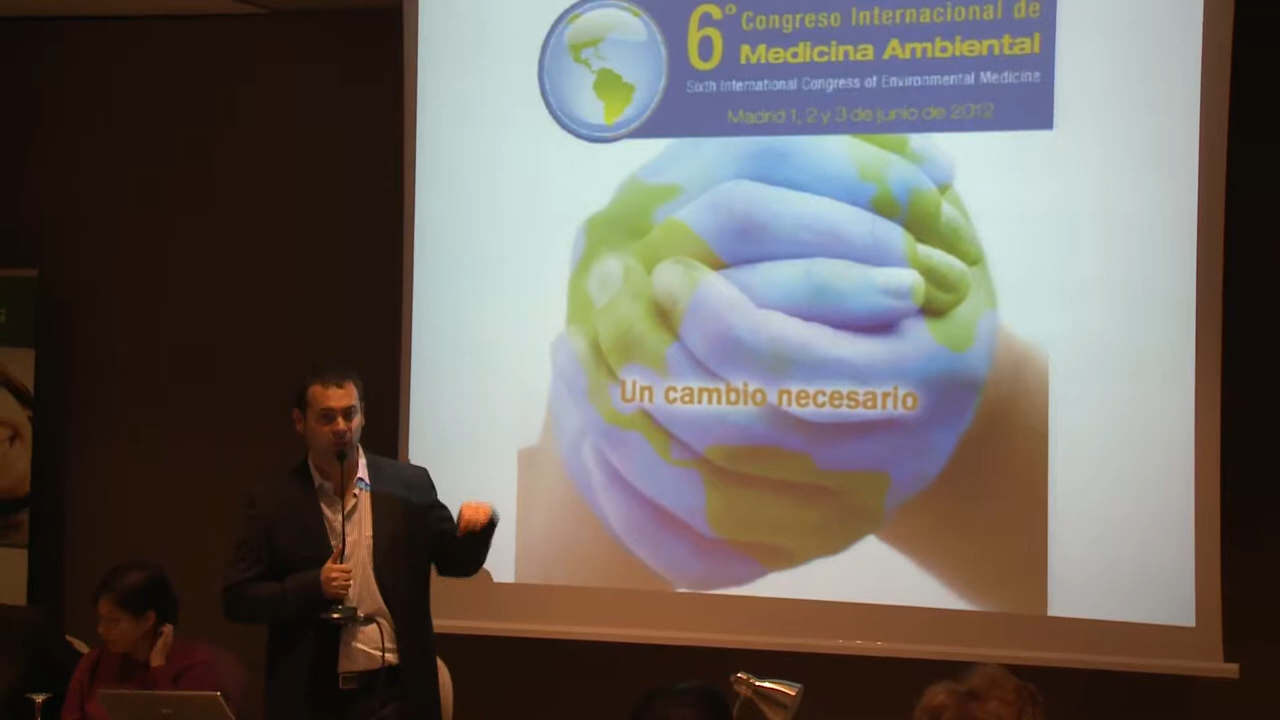 6° Congreso Internacional de
Medicina Ambiental
Sixth International Congress of Environmental Medicine
Madrid 1, 2 y 3 de junio de 2012
Un cambio necesario